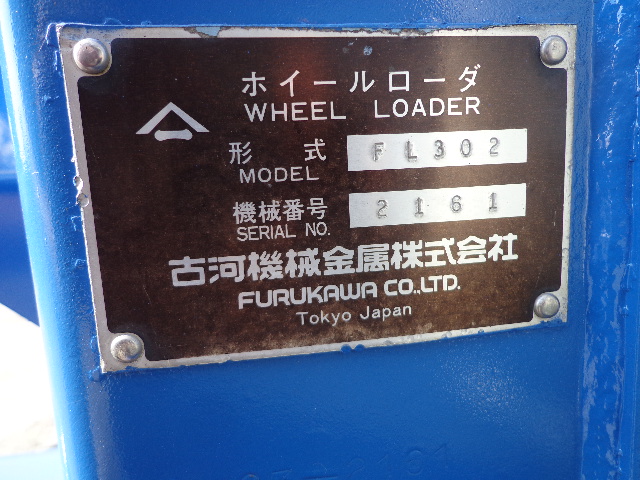 ホイールローダ
WHEEL LOADER
形 式 FL302
MODEL
機械番号 2161
SERIAL NO.
古河機械金属株式会社
FURUKAWA CO.,LTD.
Tokyo Japan